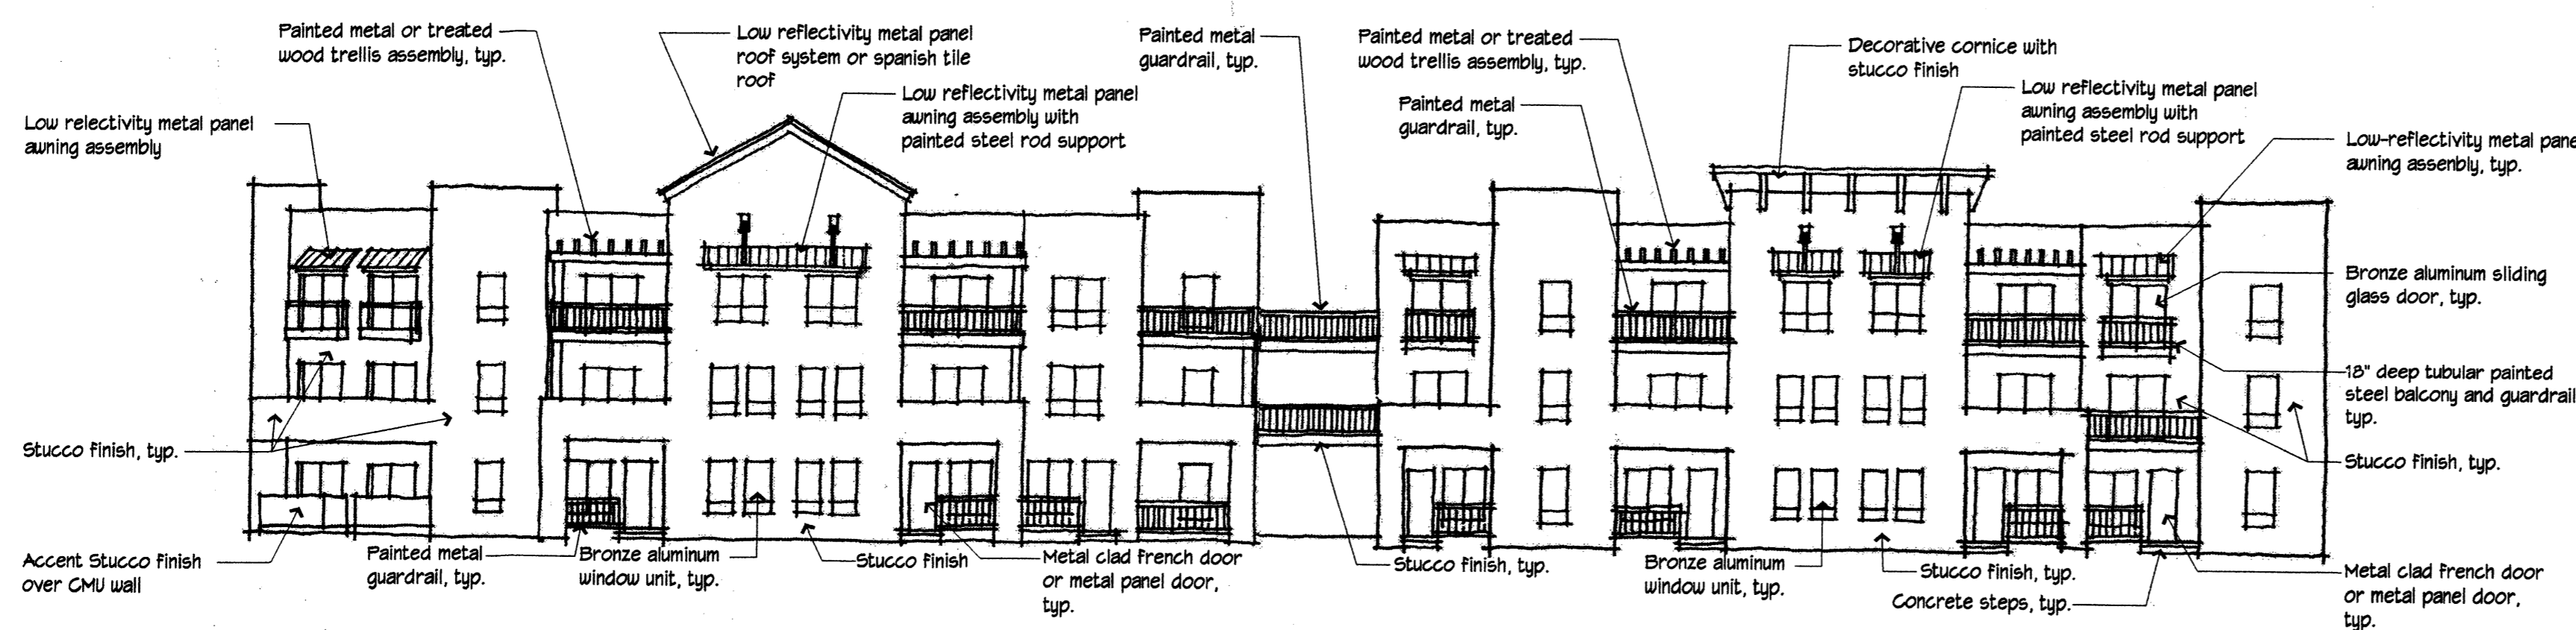 Painted metal or treated
wood trellis assembly, typ.
Low reflectivity metal panel
roof system or spanish tile
roof
Painted metal
guardrail, typ.
Painted metal or treated
wood trellis assembly, typ.
Decorative cornice with
stucco finish
Low relectivity metal panel
awning assembly
Low reflectivity metal panel
awning assembly with
painted steel rod support
Painted metal
guardrail, typ.
Low reflectivity metal panel
awning assembly with
painted steel rod support
Low-reflectivity metal pane
awning assenbly, typ.
Bronze aluminum sliding
glass door, typ.
18" deep tubular painted
steel balcony and guardrail
typ.
Stucco finish, typ.
Stucco finish, typ.
Accent Stucco finish
over CMU wall
Painted metal
guardrail, typ.
Bronze aluminum
window unit, typ.
Stucco finish
Metal clad french door
or metal panel door,
typ.
Stucco finish, typ.
Bronze aluminum
window unit, typ.
Stucco finish, typ.
Concrete steps, typ.
Metal clad french door
or metal panel door,
typ.